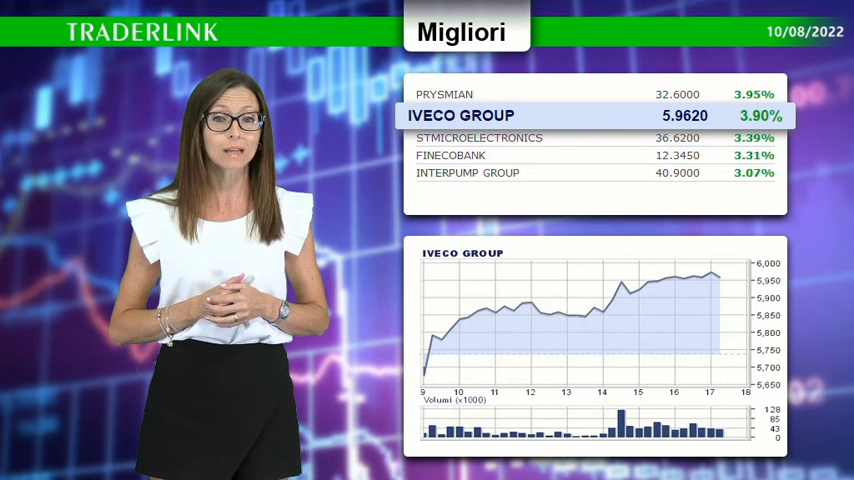 TRADERLINK
Migliori
10/08/2022
PRYSMIAN 32.6000 3.95%
IVECO GROUP 5.9620 3.90%
STMICROELECTRONICS 36.6200 3.39%
FINECOBANK 12.3450 3.31%
INTERPUMP GROUP 40.9000 3.07%
IVECO GROUP
6,000
5,950
5,900
5,850
5,800
5,750
5,700
5,650
9 10 11 12 13 14 15 16 17 18
Volumi (x1000)
128
85
43
0